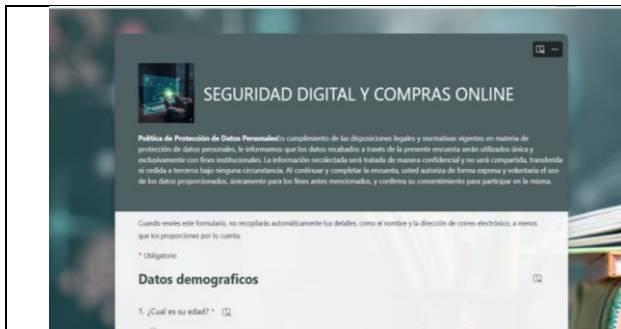 SEGURIDAD DIGITAL Y COMPRAS ONLINE
Política de Protección de Datos PersonalesEn cumplimiento de las disposiciones legales y normativas vigentes en materia de
protección de datos personales, le informamos que los datos recabados a través de la presente encuesta serán utilizados única y
exclusivamente con fines institucionales. La información recolectada será tratada de manera confidencial y no será compartida, transferida
ni cedida a terceros bajo ninguna circunstancia. Al continuar y completar la encuesta, usted autoriza de forma expresa y voluntaria el uso
de los datos proporcionados, únicamente para los fines antes mencionados, y confirma su consentimiento para participar en la misma.
Cuando envíes este formulario, no recopilarás automáticamente tus detalles, como el nombre y la dirección de correo electrónico, a menos
que los proporciones por tu cuenta.
* Obligatorio
Datos demograficos
1. ¿Cual es su edad? *